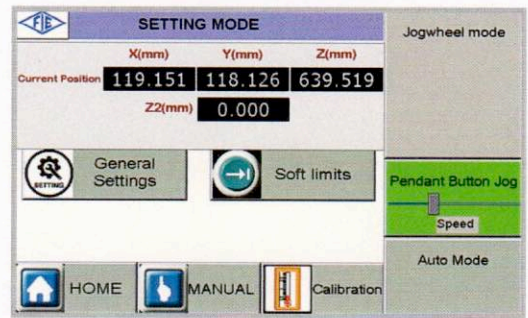 FIE
SETTING MODE
X(mm) Y(mm) Z(mm)
Current Position 119.151 118.126 639.519
Z2(mm) 0.000
SETTING
General
Settings
Soft limits
HOME
MANUAL
Calibration
Jogwheel mode
Pendant Button Jog
Speed
Auto Mode